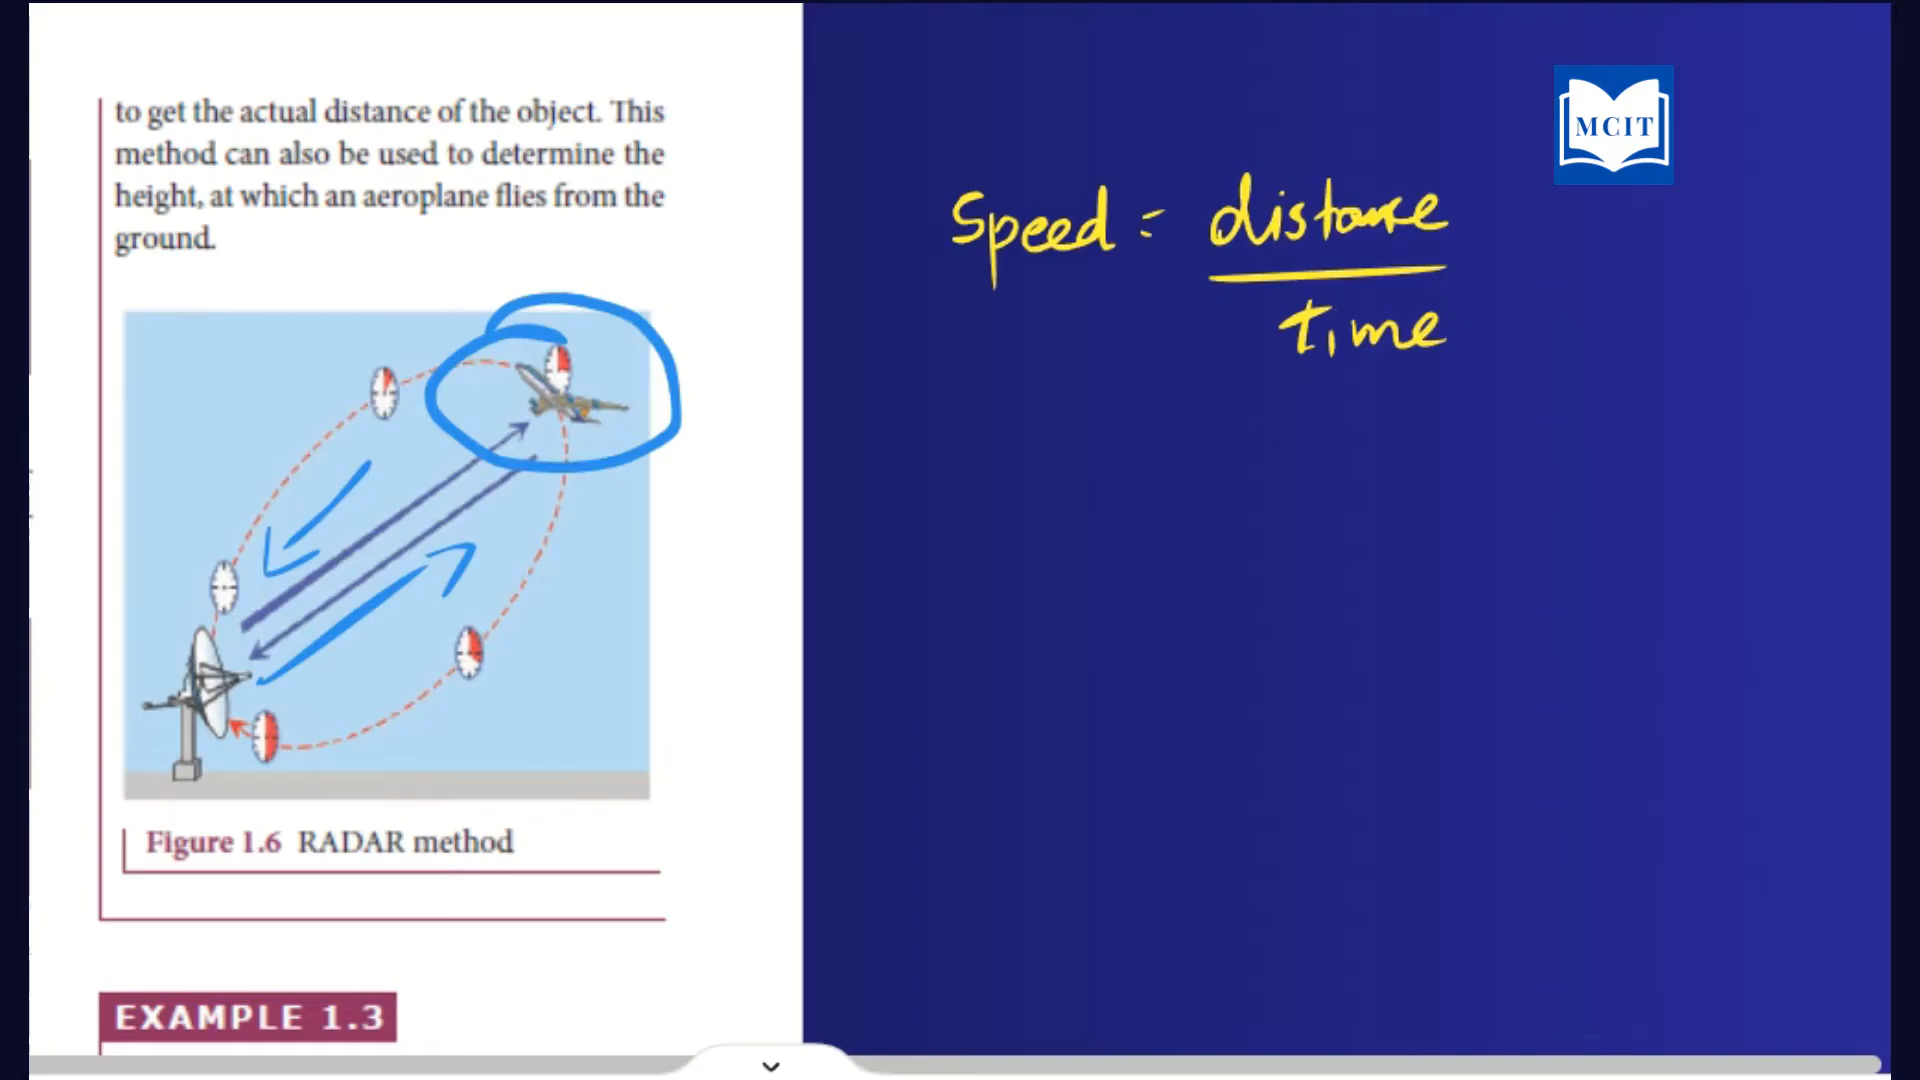 to get the actual distance of the object. This
method can also be used to determine the
height, at which an aeroplane flies from the
ground.
Figure 1.6 RADAR method
EXAMPLE 1.3
MCIT
Speed = distance
time